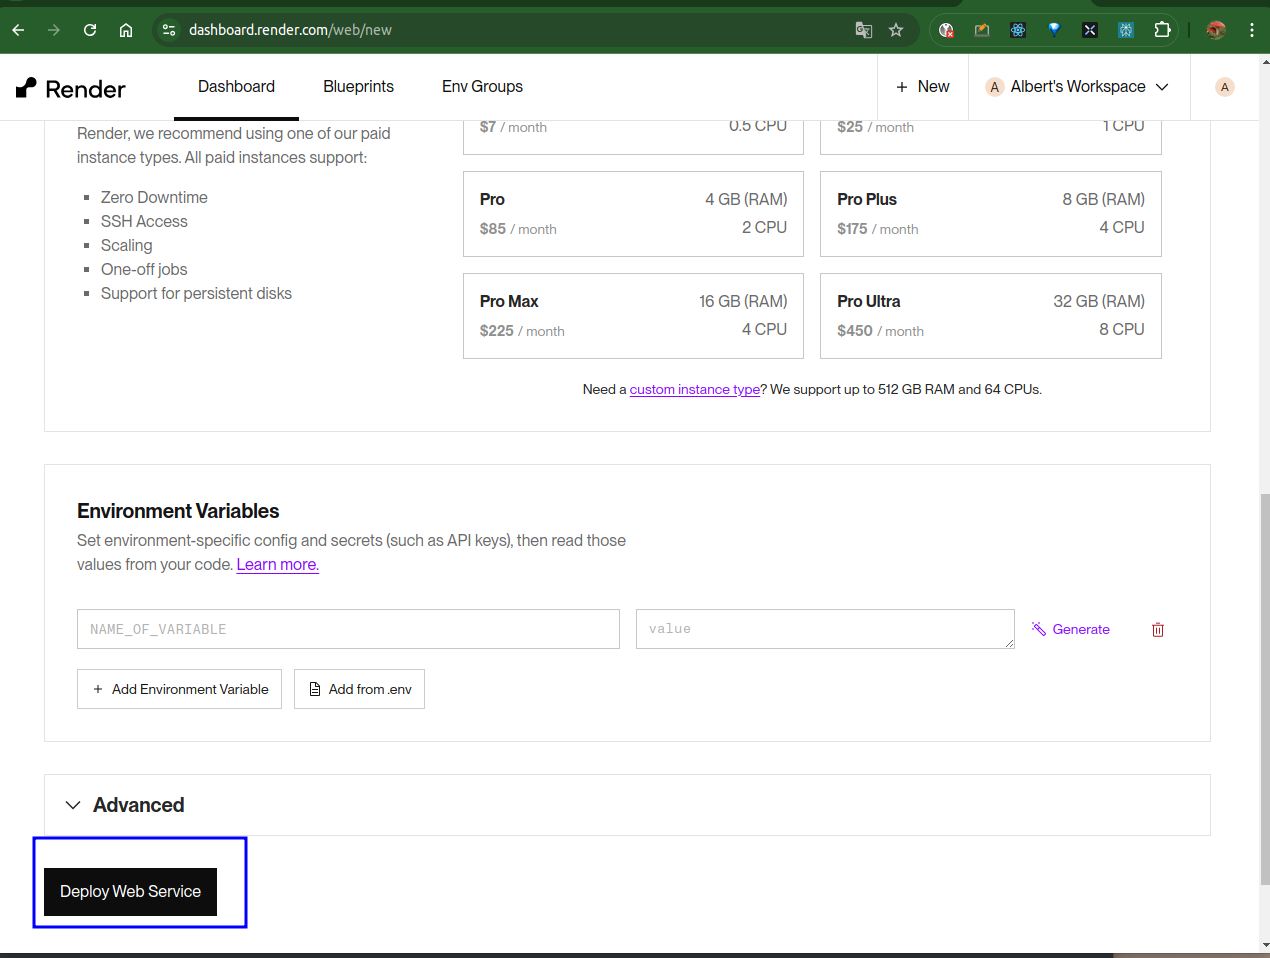 dashboard.render.com/web/new
Render
Dashboard
Blueprints
Env Groups
+ New
A Albert's Workspace
A
Render, we recommend using one of our paid
instance types. All paid instances support:
Zero Downtime
SSH Access
Scaling
One-off jobs
Support for persistent disks
$7 / month 0.5 CPU
$25 / month 1 CPU
Pro 4 GB (RAM)
$85 / month 2 CPU
Pro Plus 8 GB (RAM)
$175 / month 4 CPU
Pro Max 16 GB (RAM)
$225 / month 4 CPU
Pro Ultra 32 GB (RAM)
$450 / month 8 CPU
Need a custom instance type? We support up to 512 GB RAM and 64 CPUs.
Environment Variables
Set environment-specific config and secrets (such as API keys), then read those
values from your code. Learn more.
NAME_OF_VARIABLE
value
Generate
+ Add Environment Variable
Add from .env
Advanced
Deploy Web Service